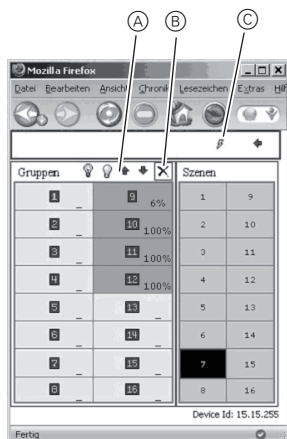 A B C
Mozilla Firefox
Datei Bearbeiten Ansicht Chronik Lesezeichen Extras Hilf
Gruppen Szenen
1 _ 9 6% 1 9
2 _ 10 100% 2 10
3 _ 11 100% 3 11
4 _ 12 100% 4 12
5 _ 13 _ 5 13
6 _ 14 _ 6 14
7 _ 15 _ 7 15
8 _ 16 _ 8 16
Device Id: 15.15.255
Fertig